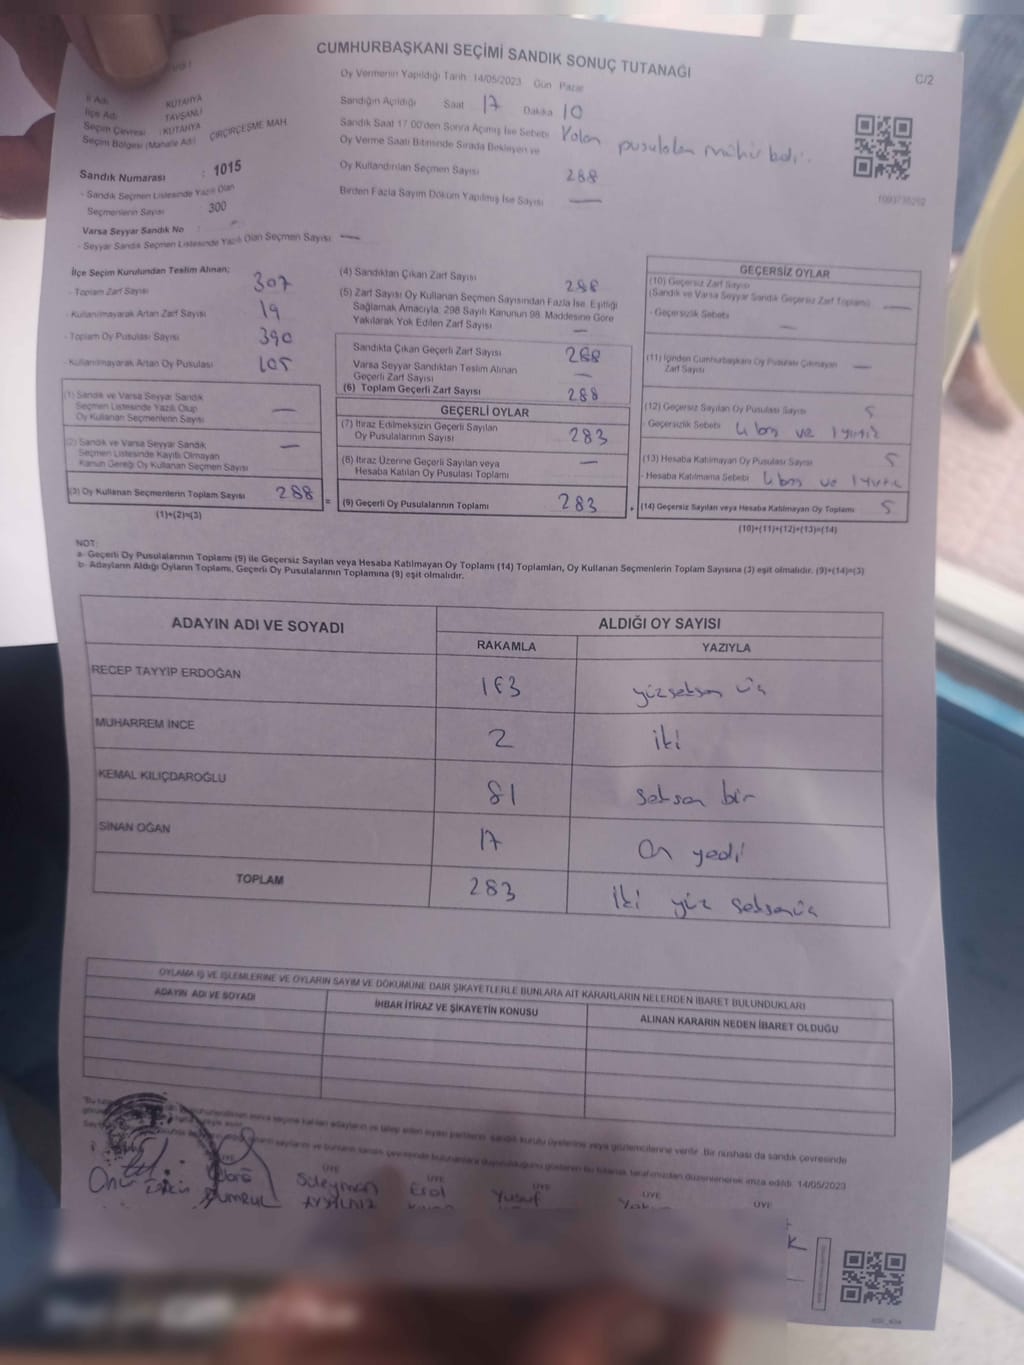 CUMHURBAŞKANI SEÇİMİ SANDIK SONUÇ TUTANAĞI
C/2
İl Adı KÜTAHYA
İlçe Adı TAVŞANLI
Seçim Çevresi : KÜTAHYA
Seçim Bölgesi (Mahalle Adı) ÇIRÇIRÇEŞME MAH.
Sandık Numarası : 1015
- Sandık Seçmen Listesinde Yazılı Olan
Seçmenlerin Sayısı 300
Varsa Seyyar Sandık No : -
- Seyyar Sandık Seçmen Listesinde Yazılı Olan Seçmen Sayısı —
Oy Vermenin Yapıldığı Tarih :14/05/2023 Gün Pazar
Sandığın Açıldığı Saat 17 Dakika 10
Sandık Saat 17.00'den Sonra Açılmış İse Sebebi
Oy Verme Saati Bitiminde Sırada Bekleyen ve
Oy Kullandırılan Seçmen Sayısı 288
Birden Fazla Sayım Döküm Yapılmış İse Sayısı —
1093738252
İlçe Seçim Kurulundan Teslim Alınan;
- Toplam Zarf Sayısı 307
- Kullanılmayarak Artan Zarf Sayısı 19
- Toplam Oy Pusulası Sayısı 390
- Kullanılmayarak Artan Oy Pusulası 105
(1) Sandık ve Varsa Seyyar Sandık
Seçmen Listesinde Yazılı Olup
Oy Kullanan Seçmenlerin Sayısı —
(2) Sandık ve Varsa Seyyar Sandık
Seçmen Listesinde Kayıtlı Olmayan
Kanun Gereği Oy Kullanan Seçmen Sayısı —
(3) Oy Kullanan Seçmenlerin Toplam Sayısı 288
(1)+(2)=(3)
(4) Sandıktan Çıkan Zarf Sayısı 288
(5) Zarf Sayısı Oy Kullanan Seçmen Sayısından Fazla İse, Eşitliği
Sağlamak Amacıyla, 298 Sayılı Kanunun 98. Maddesine Göre
Yakılarak Yok Edilen Zarf Sayısı —
Sandıkta Çıkan Geçerli Zarf Sayısı 288
Varsa Seyyar Sandıktan Teslim Alınan
Geçerli Zarf Sayısı —
(6) Toplam Geçerli Zarf Sayısı 288
GEÇERLİ OYLAR
(7) İtiraz Edilmeksizin Geçerli Sayılan
Oy Pusulalarının Sayısı 283
(8) İtiraz Üzerine Geçerli Sayılan veya
Hesaba Katılan Oy Pusulası Toplamı —
= (9) Geçerli Oy Pusulalarının Toplamı 283
GEÇERSİZ OYLAR
(10) Geçersiz Zarf Sayısı
(Sandık ve Varsa Seyyar Sandık Geçersiz Zarf Toplamı) —
- Geçersizlik Sebebi —
(11) İçinden Cumhurbaşkanı Oy Pusulası Çıkmayan
Zarf Sayısı —
(12) Geçersiz Sayılan Oy Pusulası Sayısı 5
- Geçersizlik Sebebi 4 boş ve 1
(13) Hesaba Katılmayan Oy Pusulası Sayısı 5
- Hesaba Katılmama Sebebi 4 boş ve 1
+ (14) Geçersiz Sayılan veya Hesaba Katılmayan Oy Toplamı 5
(10)+(11)+(12)+(13)=(14)
NOT:
a- Geçerli Oy Pusulalarının Toplamı (9) ile Geçersiz Sayılan veya Hesaba Katılmayan Oy Toplamı (14) Toplamları, Oy Kullanan Seçmenlerin Toplam Sayısına (3) eşit olmalıdır. (9)+(14)=(3)
b- Adayların Aldığı Oyların Toplamı, Geçerli Oy Pusulalarının Toplamına (9) eşit olmalıdır.
ADAYIN ADI VE SOYADI ALDIĞI OY SAYISI
RAKAMLA YAZIYLA
RECEP TAYYİP ERDOĞAN 183 yüzseksen üç
MUHARREM İNCE 2 iki
KEMAL KILIÇDAROĞLU 81 seksen bir
SİNAN OĞAN 17 on yedi
TOPLAM 283 iki yüz seksenüç
OYLAMA İŞ VE İŞLEMLERİNE VE OYLARIN SAYIM VE DÖKÜMÜNE DAİR ŞİKAYETLERLE BUNLARA AİT KARARLARIN NELERDEN İBARET BULUNDUKLARI
ADAYIN ADI VE SOYADI İHBAR İTİRAZ VE ŞİKAYETİN KONUSU ALINAN KARARIN NEDEN İBARET OLDUĞU
sandık kurulu üyelerine veya gözlemcilerine verilir. Bir nüshası da sandık çevresinde
tarafımızdan düzenlenerek imza edildi. 14/05/2023
ÜYE ÜYE ÜYE ÜYE ÜYE ÜYE
Süleyman Erol Yusuf